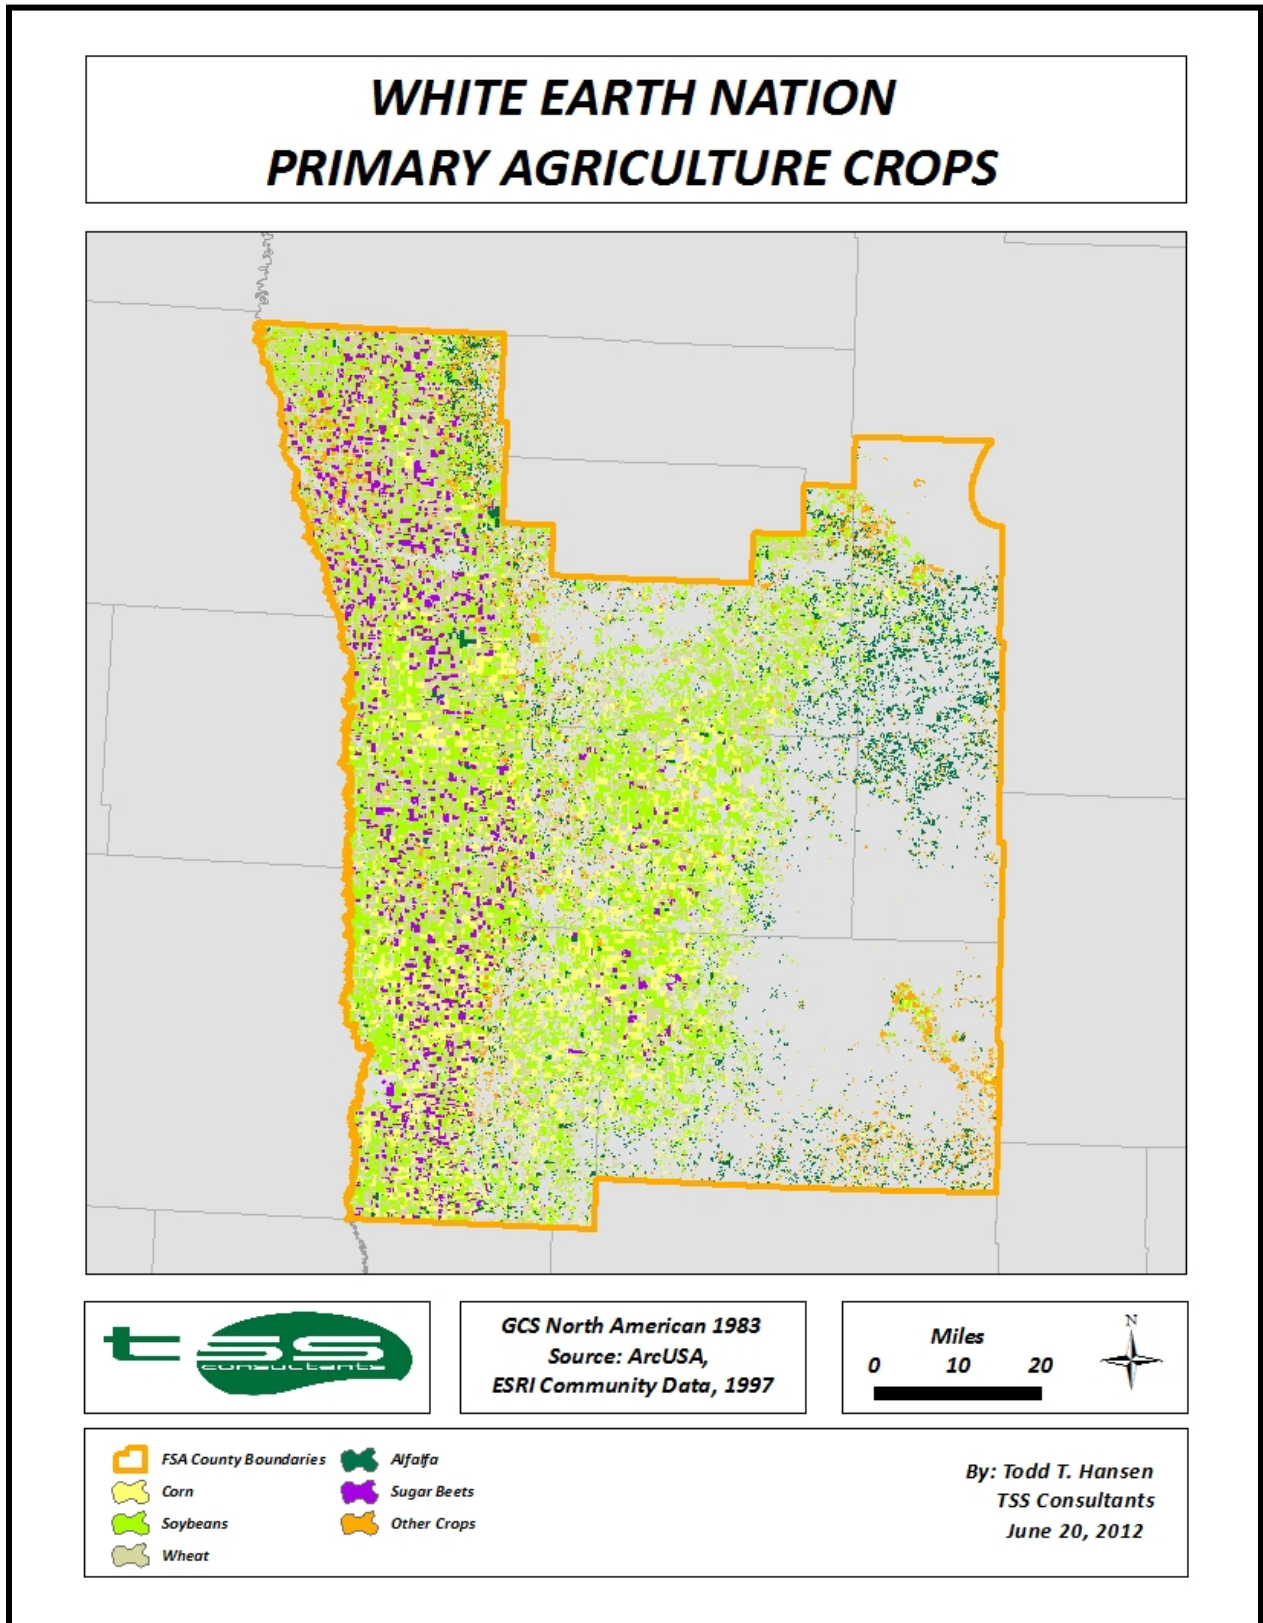 WHITE EARTH NATION
PRIMARY AGRICULTURE CROPS
tss
consultants
GCS North American 1983
Source: ArcUSA,
ESRI Community Data, 1997
Miles
0 10 20
N
FSA County Boundaries
Corn
Soybeans
Wheat
Alfalfa
Sugar Beets
Other Crops
By: Todd T. Hansen
TSS Consultants
June 20, 2012